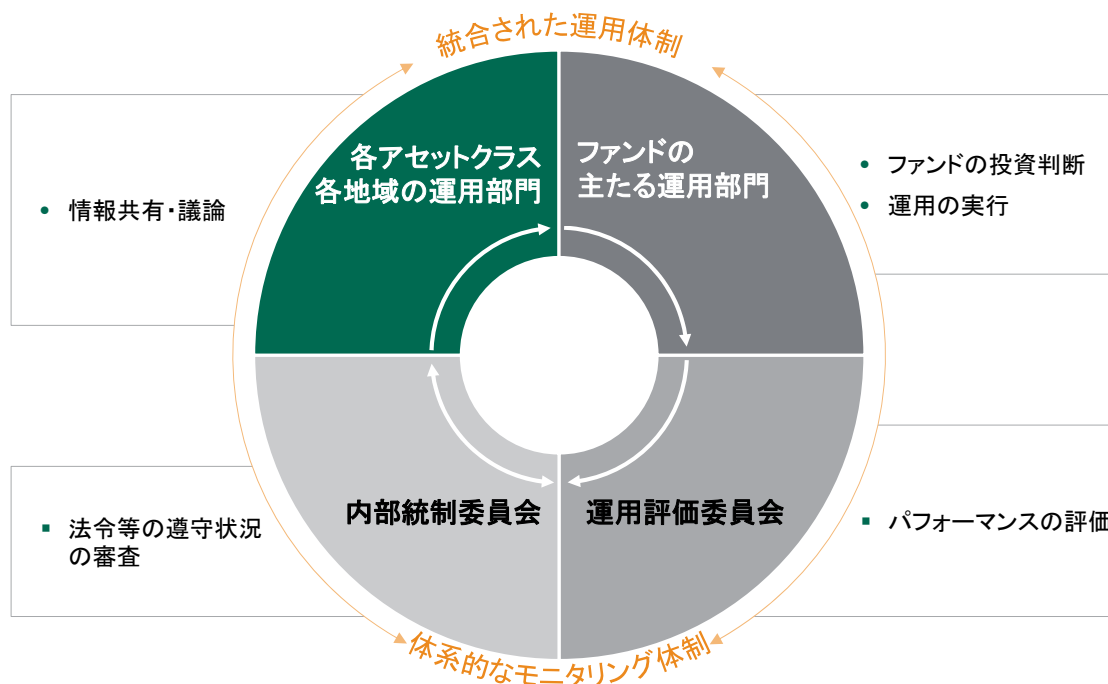 統合された運用体制
各アセットクラス
各地域の運用部門
ファンドの
主たる運用部門
• 情報共有・議論
• ファンドの投資判断
• 運用の実行
内部統制委員会
運用評価委員会
▪ 法令等の遵守状況
の審査
▪ パフォーマンスの評価
体系的なモニタリング体制